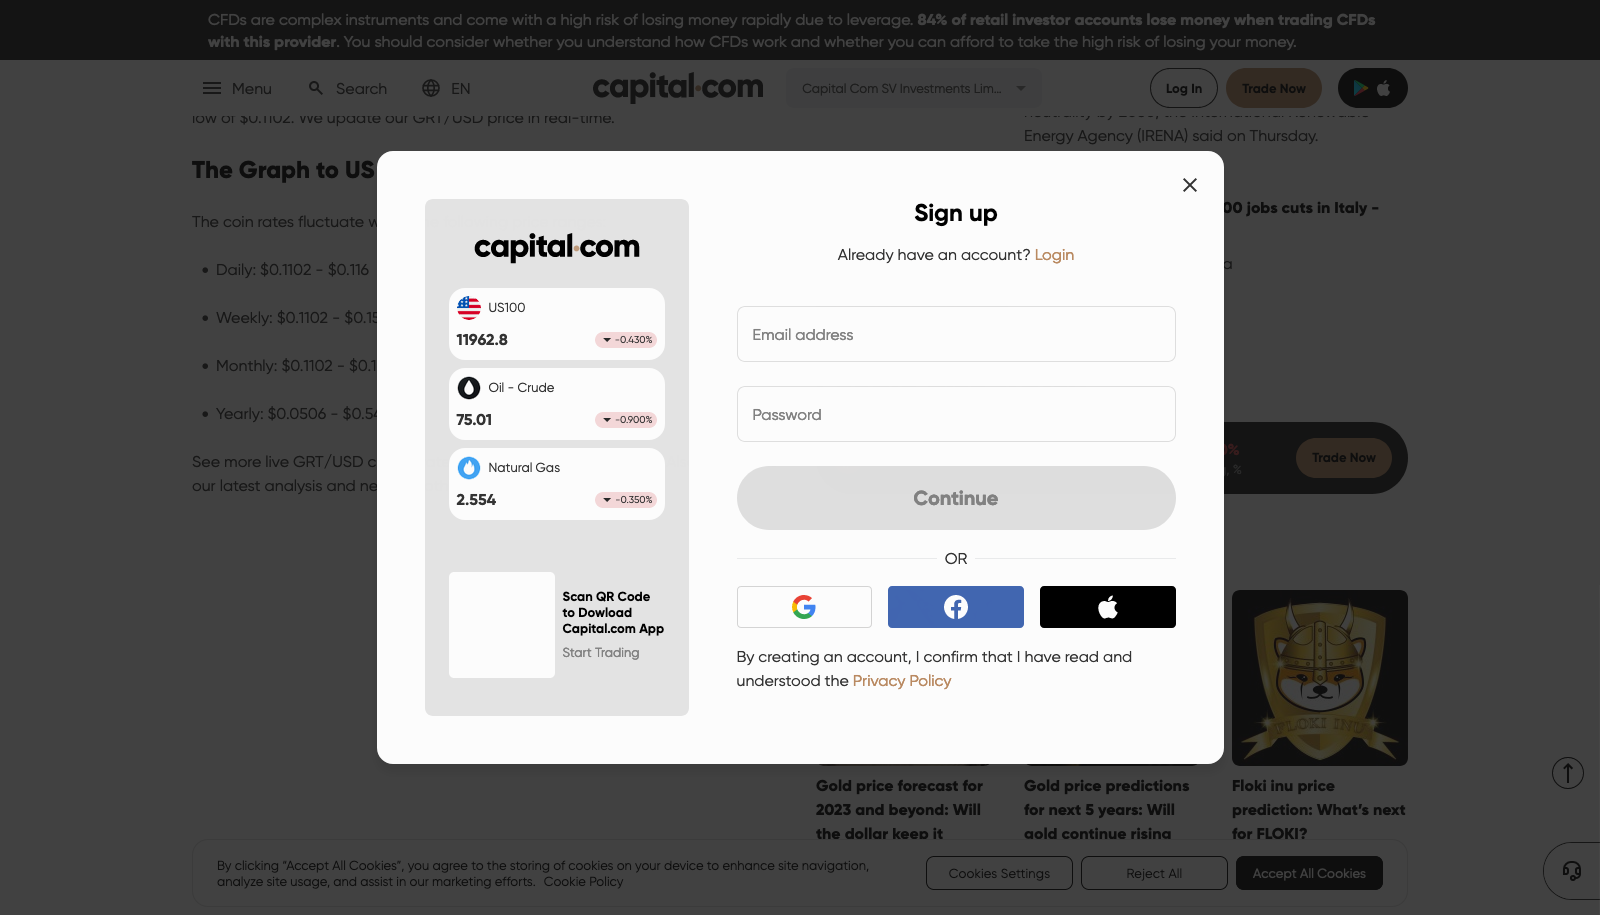 CFDs are complex instruments and come with a high risk of losing money rapidly due to leverage. 84% of retail investor accounts lose money when trading CFDs
with this provider. You should consider whether you understand how CFDs work and whether you can afford to take the high risk of losing your money.
Menu
Search
EN
capital.com
Capital Com SV Investments Lim...
Log In
Trade Now
low of $0.1102. We update our GRT/USD price in real-time.
neutrality by 2050, the International Renewable
Energy Agency (IRENA) said on Thursday.
The Graph to US
The coin rates fluctuate w
• Daily: $0.1102 - $0.116
• Weekly: $0.1102 - $0.15
• Monthly: $0.1102 - $0.1
• Yearly: $0.0506 - $0.54
See more live GRT/USD c
our latest analysis and ne
00 jobs cuts in Italy -
capital.com
US100
11962.8
-0.430%
Oil - Crude
75.01
-0.900%
Natural Gas
2.554
-0.350%
Scan QR Code
to Dowload
Capital.com App
Start Trading
Sign up
Already have an account? Login
Email address
Password
Continue
OR
By creating an account, I confirm that I have read and
understood the Privacy Policy
Trade Now
FLOKI INU
Gold price forecast for
2023 and beyond: Will
the dollar keep it
Gold price predictions
for next 5 years: Will
gold continue rising
Floki inu price
prediction: What's next
for FLOKI?
By clicking "Accept All Cookies", you agree to the storing of cookies on your device to enhance site navigation,
analyze site usage, and assist in our marketing efforts. Cookie Policy
Cookies Settings
Reject All
Accept All Cookies